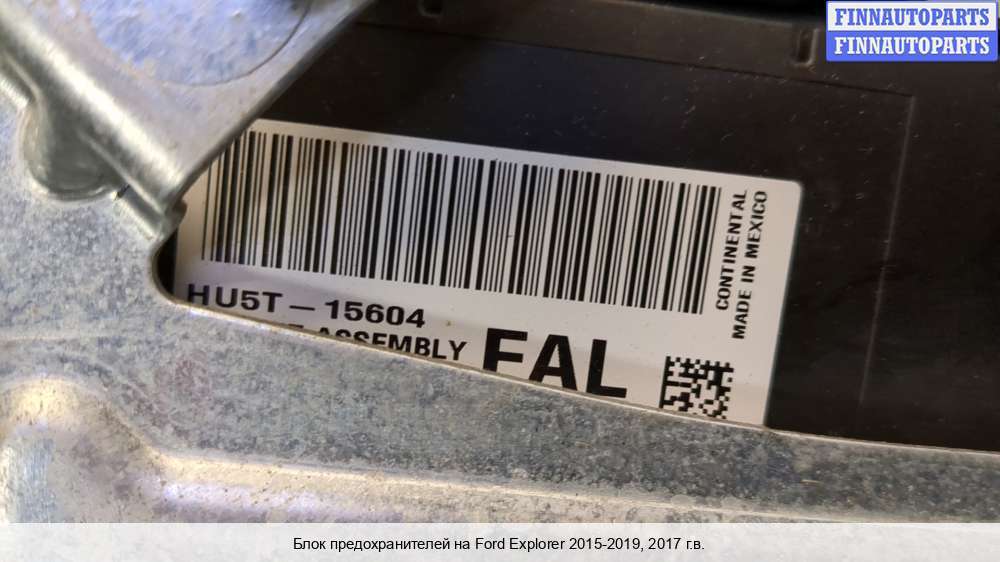 FINNAUTOPARTS
FINNAUTOPARTS
CONTINENTAL
MADE IN MEXICO
HU5T-15604
ASSEMBLY
FAL
Блок предохранителей на Ford Explorer 2015-2019, 2017 г.в.